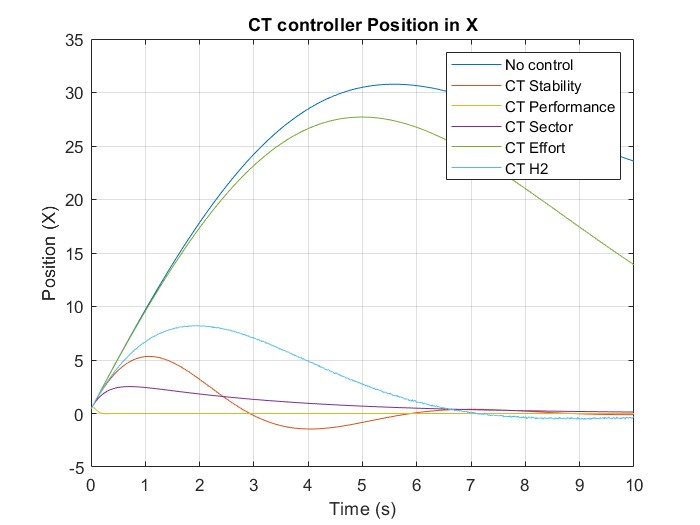 CT controller Position in X
35
30
25
20
15
10
5
0
-5
Position (X)
No control
CT Stability
CT Performance
CT Sector
CT Effort
CT H2
0 1 2 3 4 5 6 7 8 9 10
Time (s)